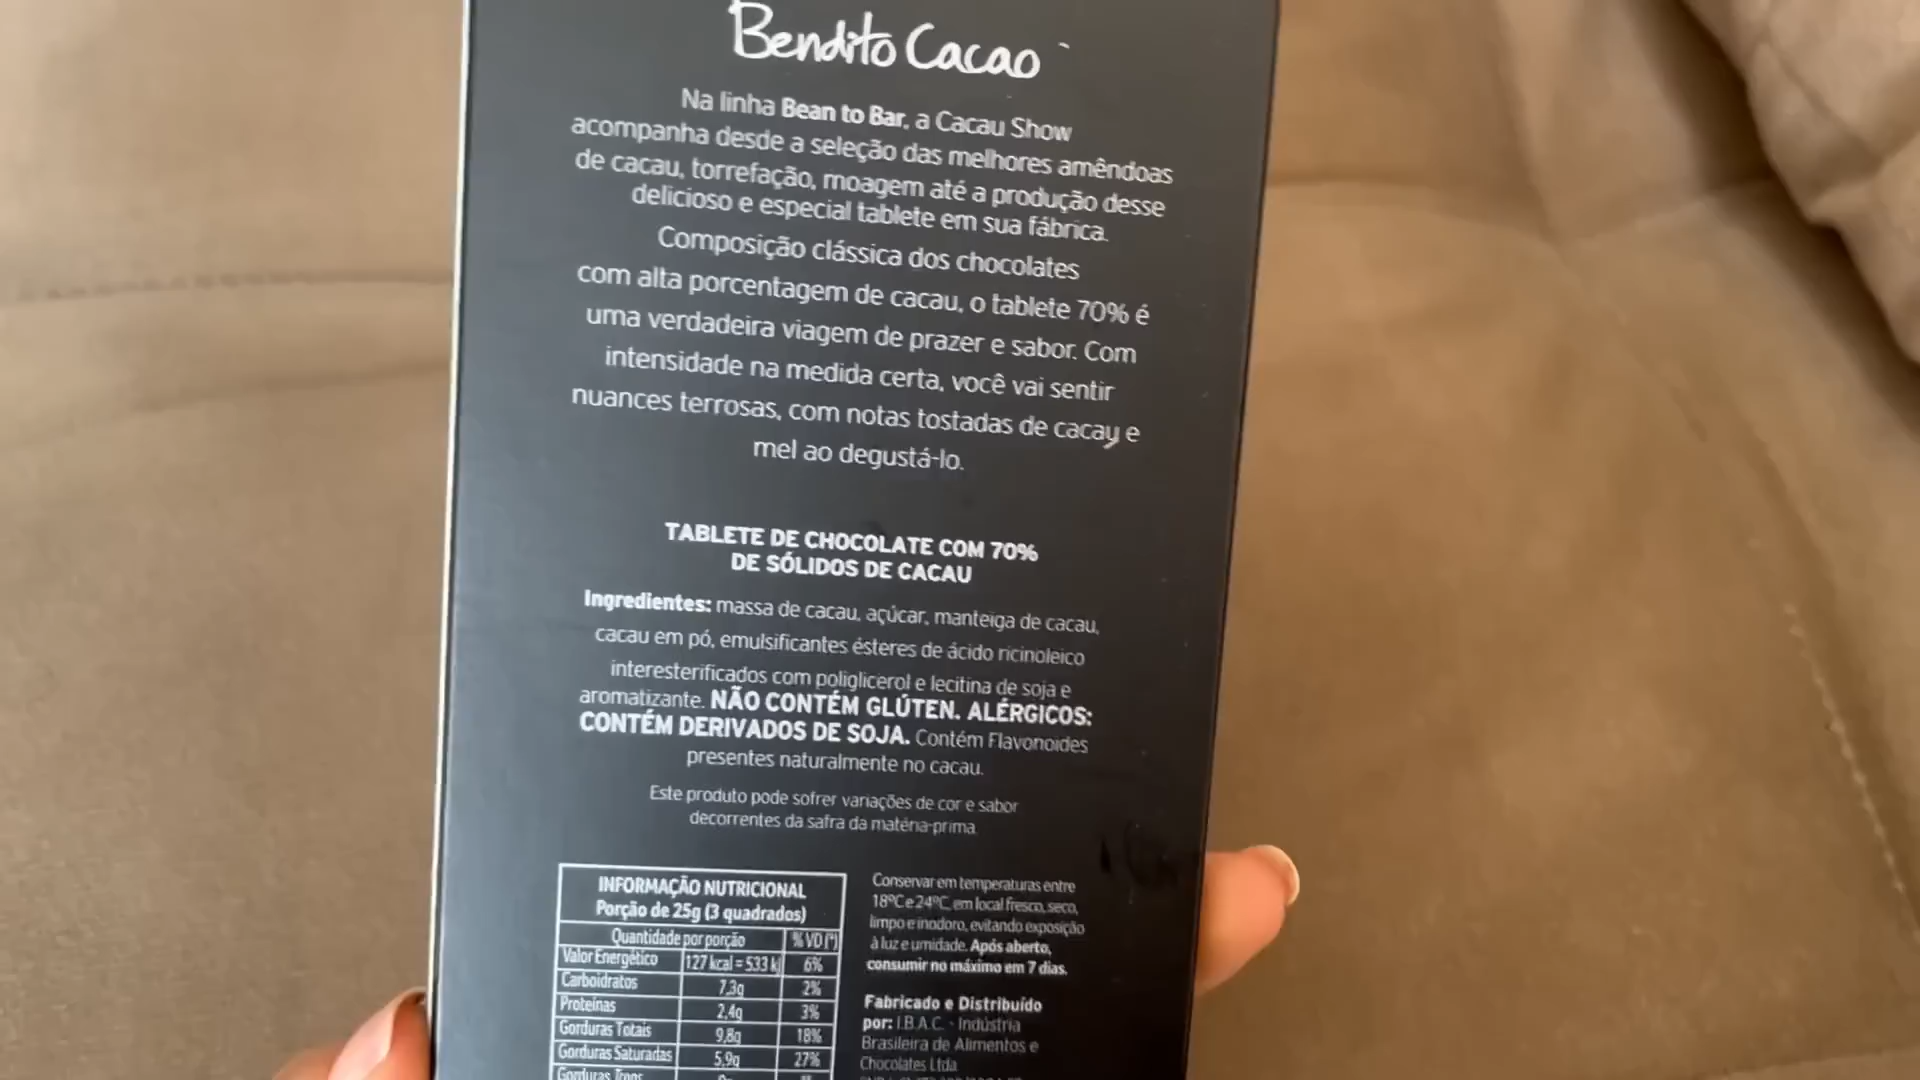 Bendito Cacao
Na linha Bean to Bar, a Cacau Show
acompanha desde a seleção das melhores amêndoas
de cacau, torrefação, moagem até a produção desse
delicioso e especial tablete em sua fábrica.
Composição clássica dos chocolates
com alta porcentagem de cacau, o tablete 70% é
uma verdadeira viagem de prazer e sabor. Com
intensidade na medida certa, você vai sentir
nuances terrosas, com notas tostadas de cacay e
mel ao degustá-lo.
TABLETE DE CHOCOLATE COM 70%
DE SÓLIDOS DE CACAU
Ingredientes: massa de cacau, açúcar, manteiga de cacau,
cacau em pó, emulsificantes ésteres de ácido ricinoleico
interesterificados com poliglicerol e lecitina de soja e
aromatizante. NÃO CONTÉM GLÚTEN. ALÉRGICOS:
CONTÉM DERIVADOS DE SOJA. Contém Flavonoides
presentes naturalmente no cacau.
Este produto pode sofrer variações de cor e sabor
decorrentes da safra da matéria-prima.
INFORMAÇÃO NUTRICIONAL
Porção de 25g (3 quadrados)
Quantidade por porção %VD(*)
Valor Energético 127 kcal = 533 kj 6%
Carboidratos 7,3g 2%
Proteínas 2,4g 3%
Gorduras Totais 9,8g 18%
Gorduras Saturadas 5,9g 27%
Gorduras Trans
Conservar em temperaturas entre
18ºC e 24ºC, em local fresco, seco,
limpo e inodoro, evitando exposição
à luz e umidade. Após aberto,
consumir no máximo em 7 dias.
Fabricado e Distribuído
por: I.B.A.C. - Indústria
Brasileira de Alimentos e
Chocolates Ltda